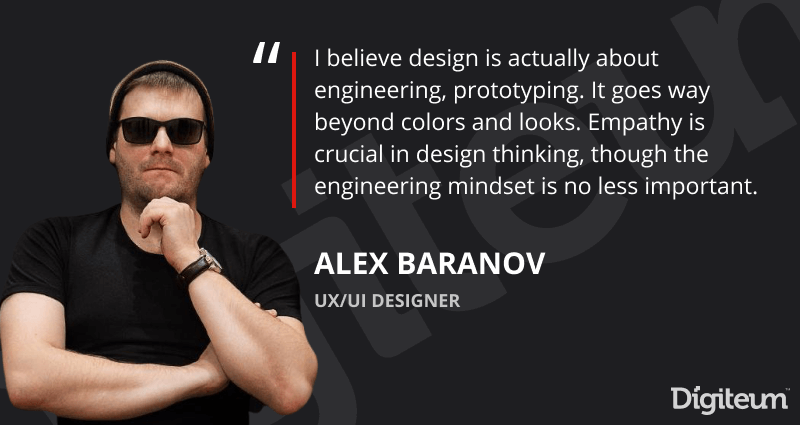 “
I believe design is actually about
engineering, prototyping. It goes way
beyond colors and looks. Empathy is
crucial in design thinking, though the
engineering mindset is no less important.
ALEX BARANOV
UX/UI DESIGNER
Digiteum™